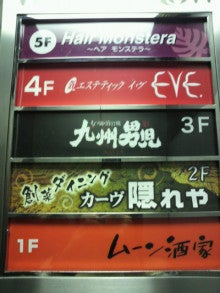 5F Hair Monstera
～ヘア モンステラ～
4F エステティック イヴ EVE.
九州男児 3F
創菜ダイニング 2F
カーヴ 隠れや
1F ムーン酒家